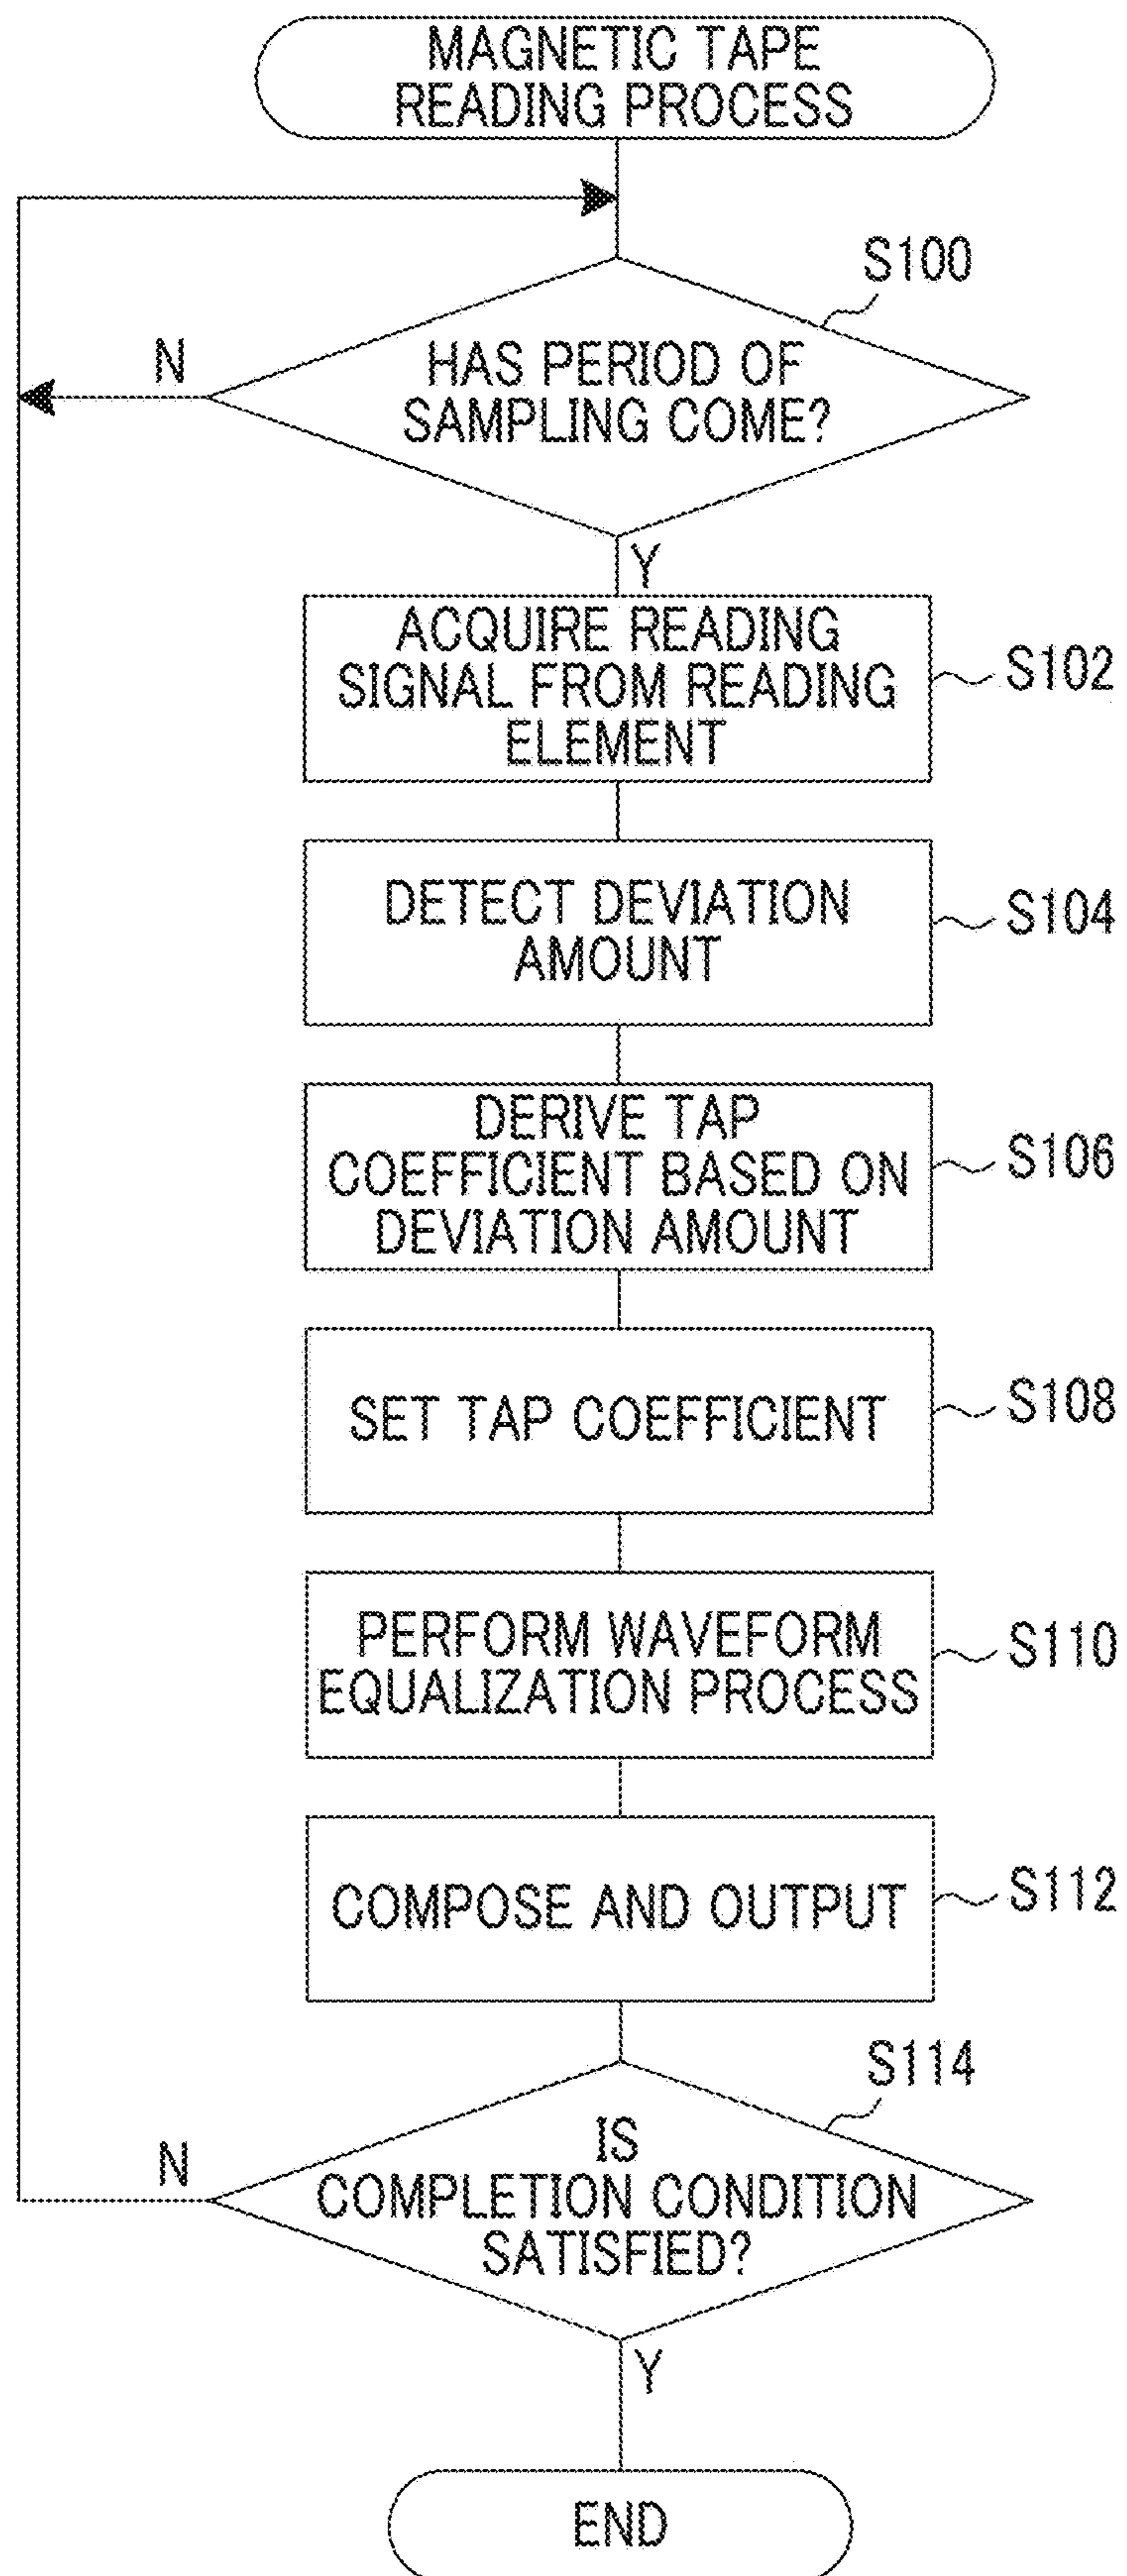 MAGNETIC TAPE
READING PROCESS
S100
N
HAS PERIOD OF
SAMPLING COME?
Y
ACQUIRE READING
SIGNAL FROM READING
ELEMENT
S102
DETECT DEVIATION
AMOUNT
S104
DERIVE TAP
COEFFICIENT BASED ON
DEVIATION AMOUNT
S106
SET TAP COEFFICIENT
S108
PERFORM WAVEFORM
EQUALIZATION PROCESS
S110
COMPOSE AND OUTPUT
S112
S114
N
IS
COMPLETION CONDITION
SATISFIED?
Y
END